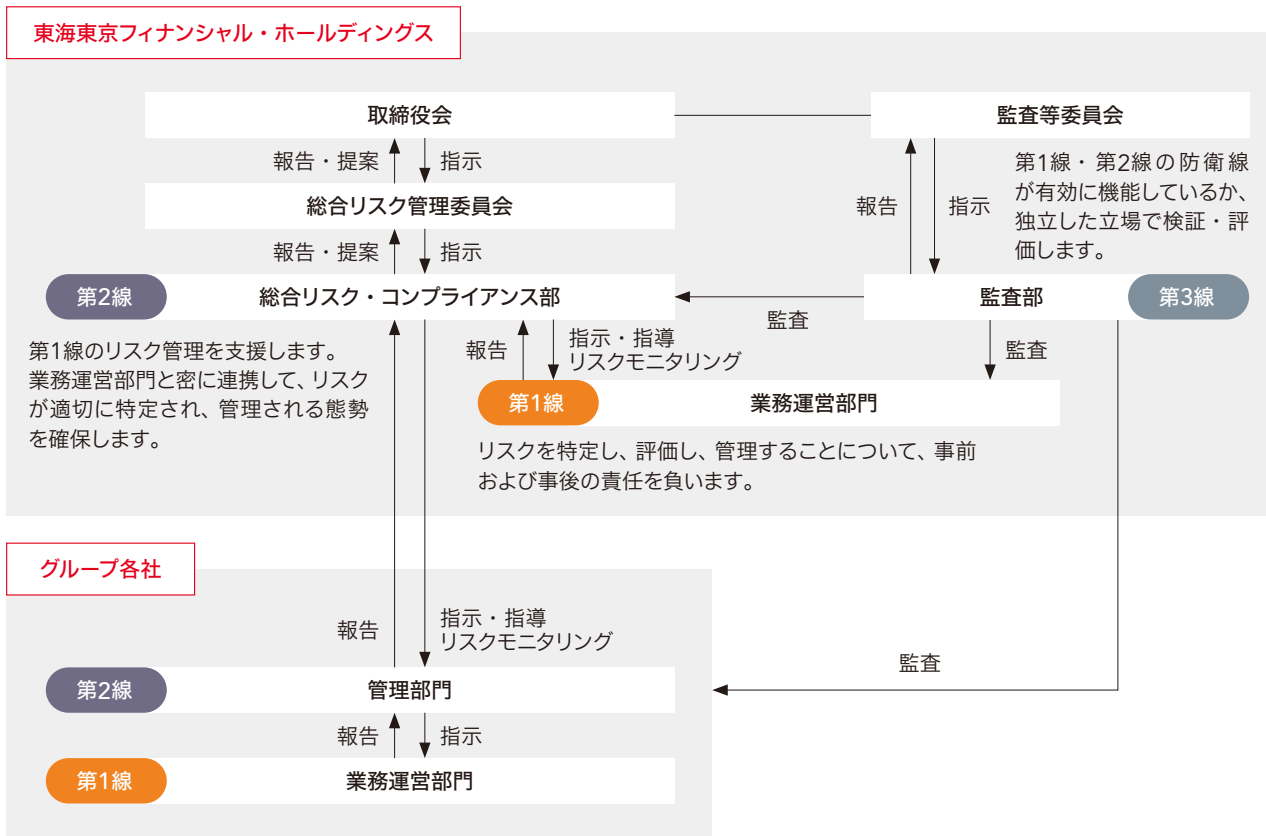 東海東京フィナンシャル・ホールディングス
取締役会
監査等委員会
報告・提案
指示
総合リスク管理委員会
報告
指示
第1線・第2線の防衛線
が有効に機能しているか、
独立した立場で検証・評
価します。
報告・提案
指示
第2線
総合リスク・コンプライアンス部
監査
監査部
第3線
第1線のリスク管理を支援します。
業務運営部門と密に連携して、リスク
が適切に特定され、管理される態勢
を確保します。
報告
指示・指導
リスクモニタリング
監査
第1線
業務運営部門
リスクを特定し、評価し、管理することについて、事前
および事後の責任を負います。
グループ各社
報告
指示・指導
リスクモニタリング
監査
第2線
管理部門
報告
指示
第1線
業務運営部門